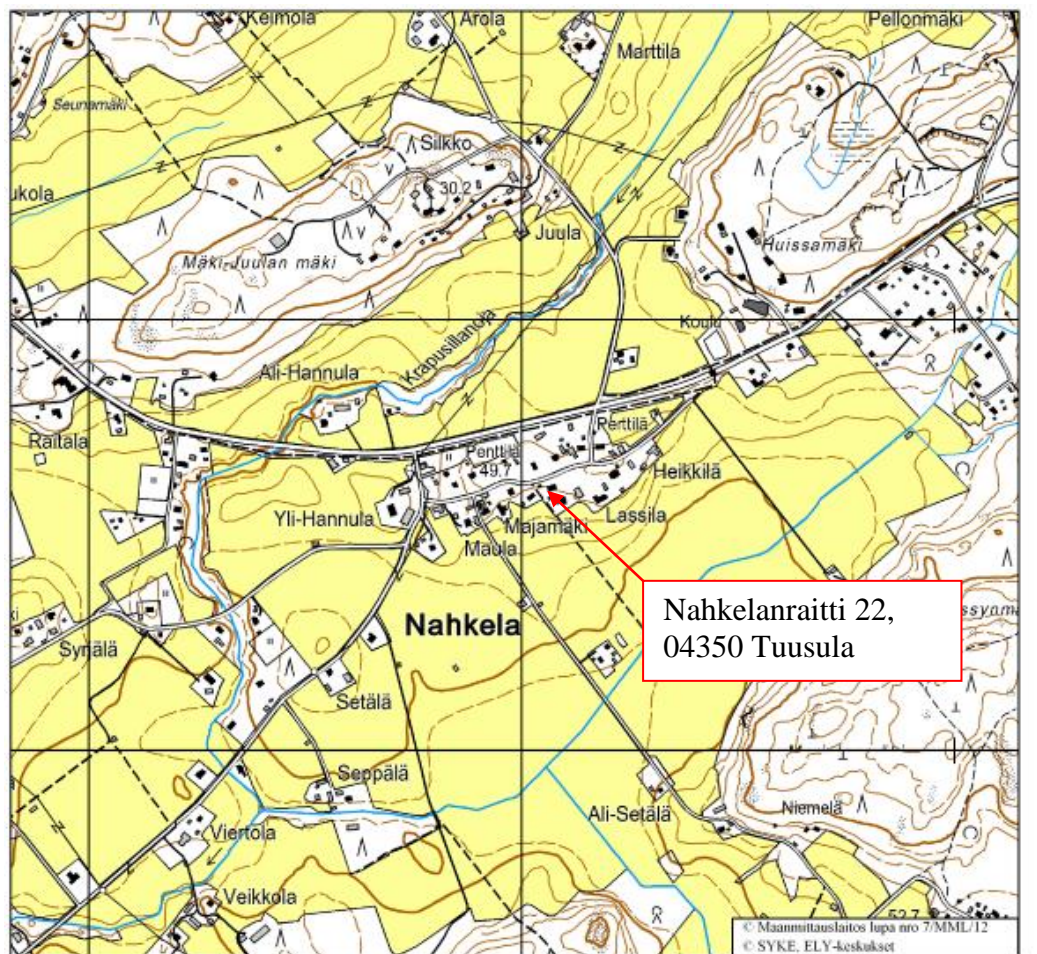 Keimola
Arola
Pellonmäki
Marttila
Seunamäki
Silkko
ukola
30.2
Juula
Huissamäki
Mäki-Juulan mäki
Koulu
Krapusillanoja
Ali-Hannula
Raitala
Penttilä
49.7
Perttilä
Heikkilä
Yli-Hannula
Majamäki
Lassila
Maula
Nahkelanraitti 22,
04350 Tuusula
Nahkela
Syrjälä
Setälä
Seppälä
Ali-Setälä
Niemelä
Viertola
Veikkola
52.7
© Maanmittauslaitos lupa nro 7/MML/12
© SYKE, ELY-keskukset